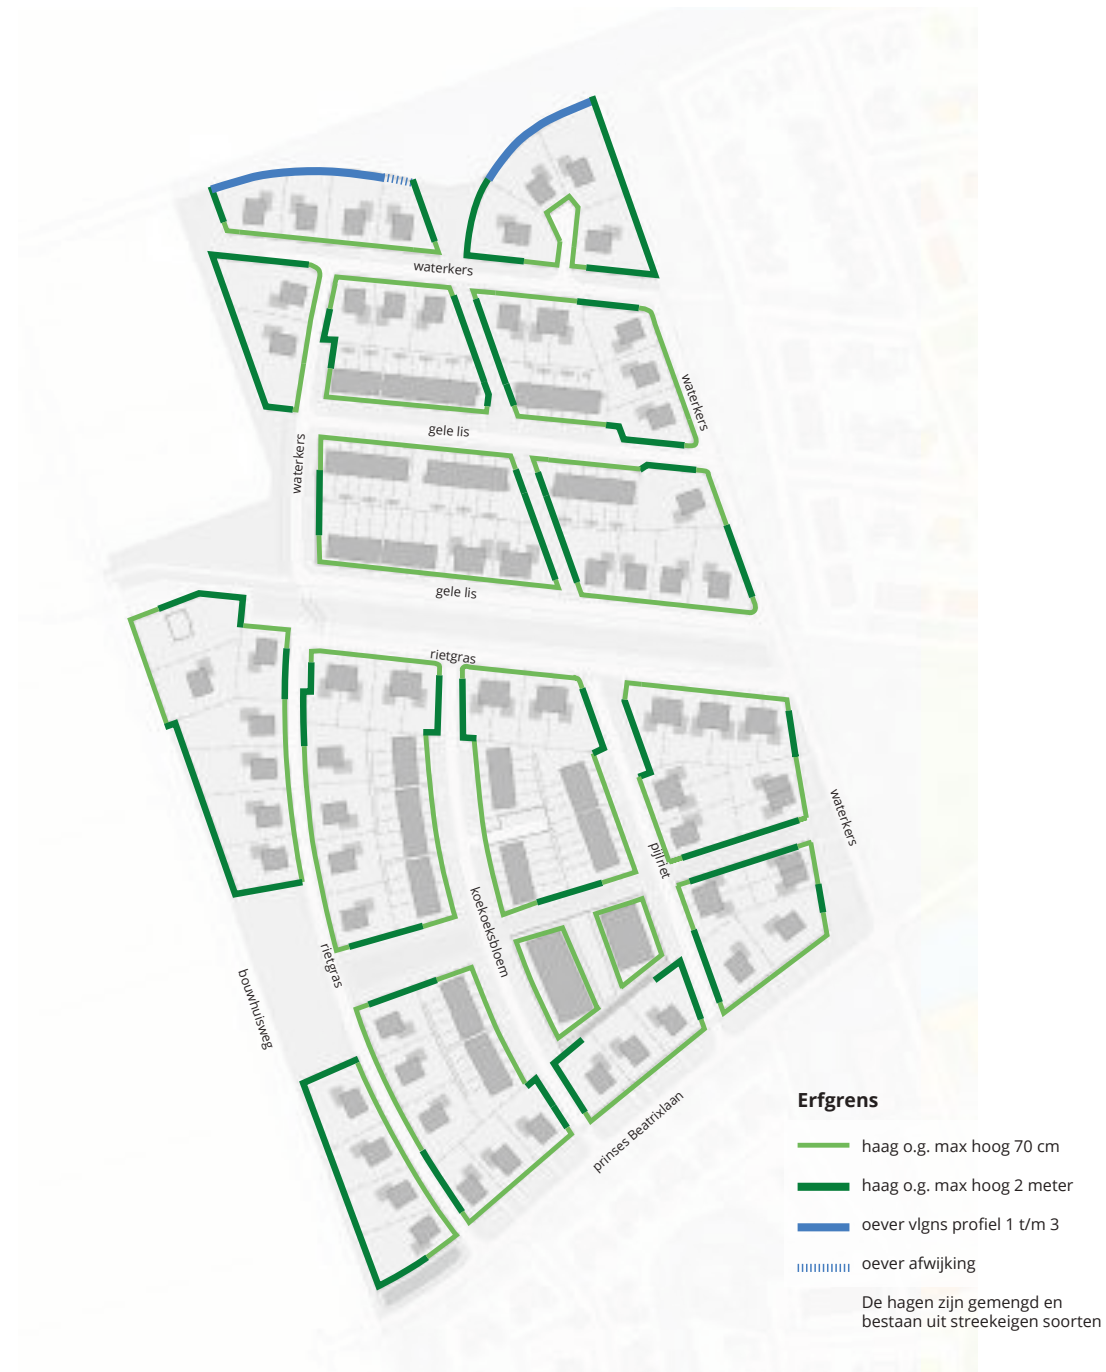 waterkers
waterkers
gele lis
waterkers
gele lis
rietgras
waterkers
pijlriet
koekoeksbloem
rietgras
bouwhuisweg
prinses Beatrixlaan
Erfgrens
haag o.g. max hoog 70 cm
haag o.g. max hoog 2 meter
oever vlgns profiel 1 t/m 3
oever afwijking
De hagen zijn gemengd en
bestaan uit streekeigen soorten